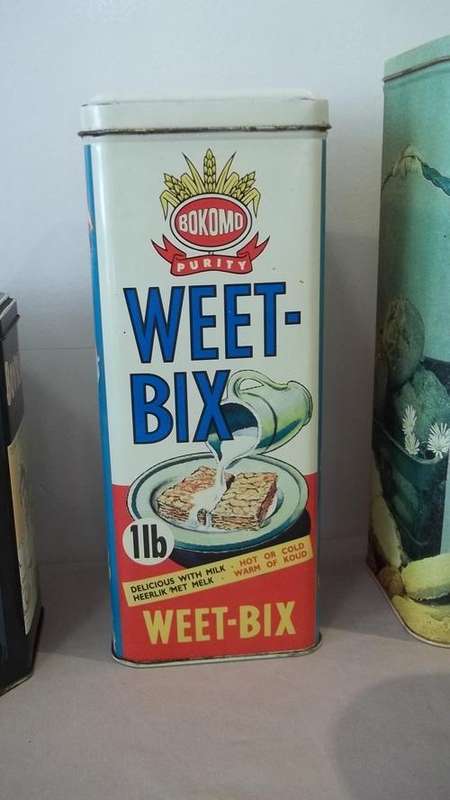 BOKOMO
PURITY
WEET-
BIX
1lb
DELICIOUS WITH MILK · HOT OR COLD
HEERLIK MET MELK · WARM OF KOUD
WEET-BIX